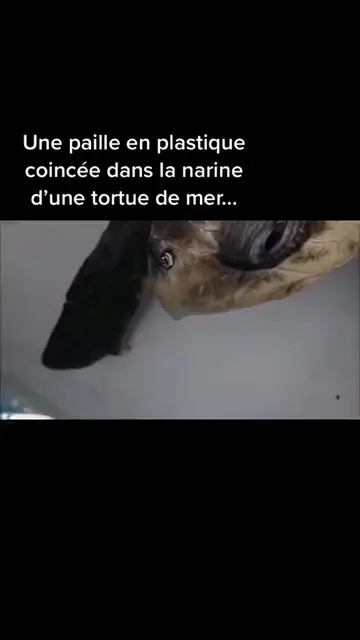 Une paille en plastique
coincée dans la narine
d’une tortue de mer...